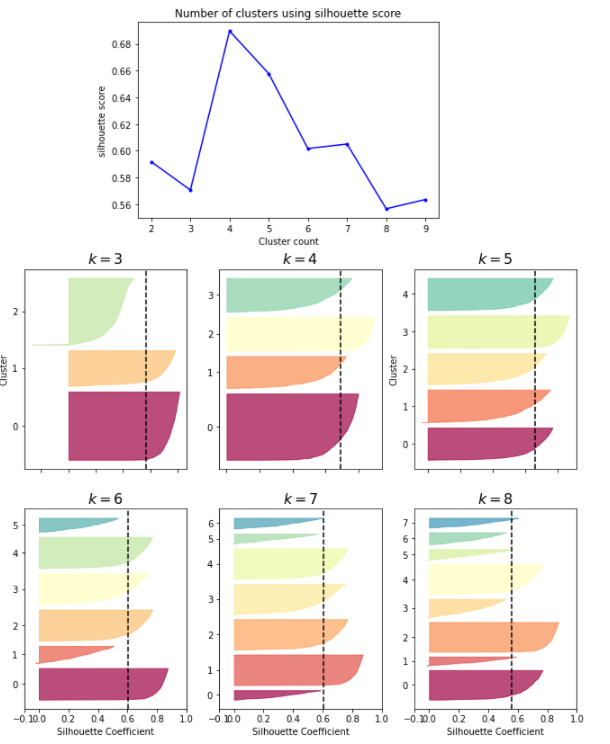 Number of clusters using silhouette score
silhouette score
0.68
0.66
0.64
0.62
0.60
0.58
0.56
2 3 4 5 6 7 8 9
Cluster count
k = 3
k = 4
k = 5
Cluster
2
1
0
3
2
1
0
Cluster
4
3
2
1
0
k = 6
k = 7
k = 8
5
4
3
2
1
0
6
5
4
3
2
1
0
7
6
5
4
3
2
1
0
−0.10.0 0.2 0.4 0.6 0.8 1.0
−0.10.0 0.2 0.4 0.6 0.8 1.0
−0.10.0 0.2 0.4 0.6 0.8 1.0
Silhouette Coefficient
Silhouette Coefficient
Silhouette Coefficient